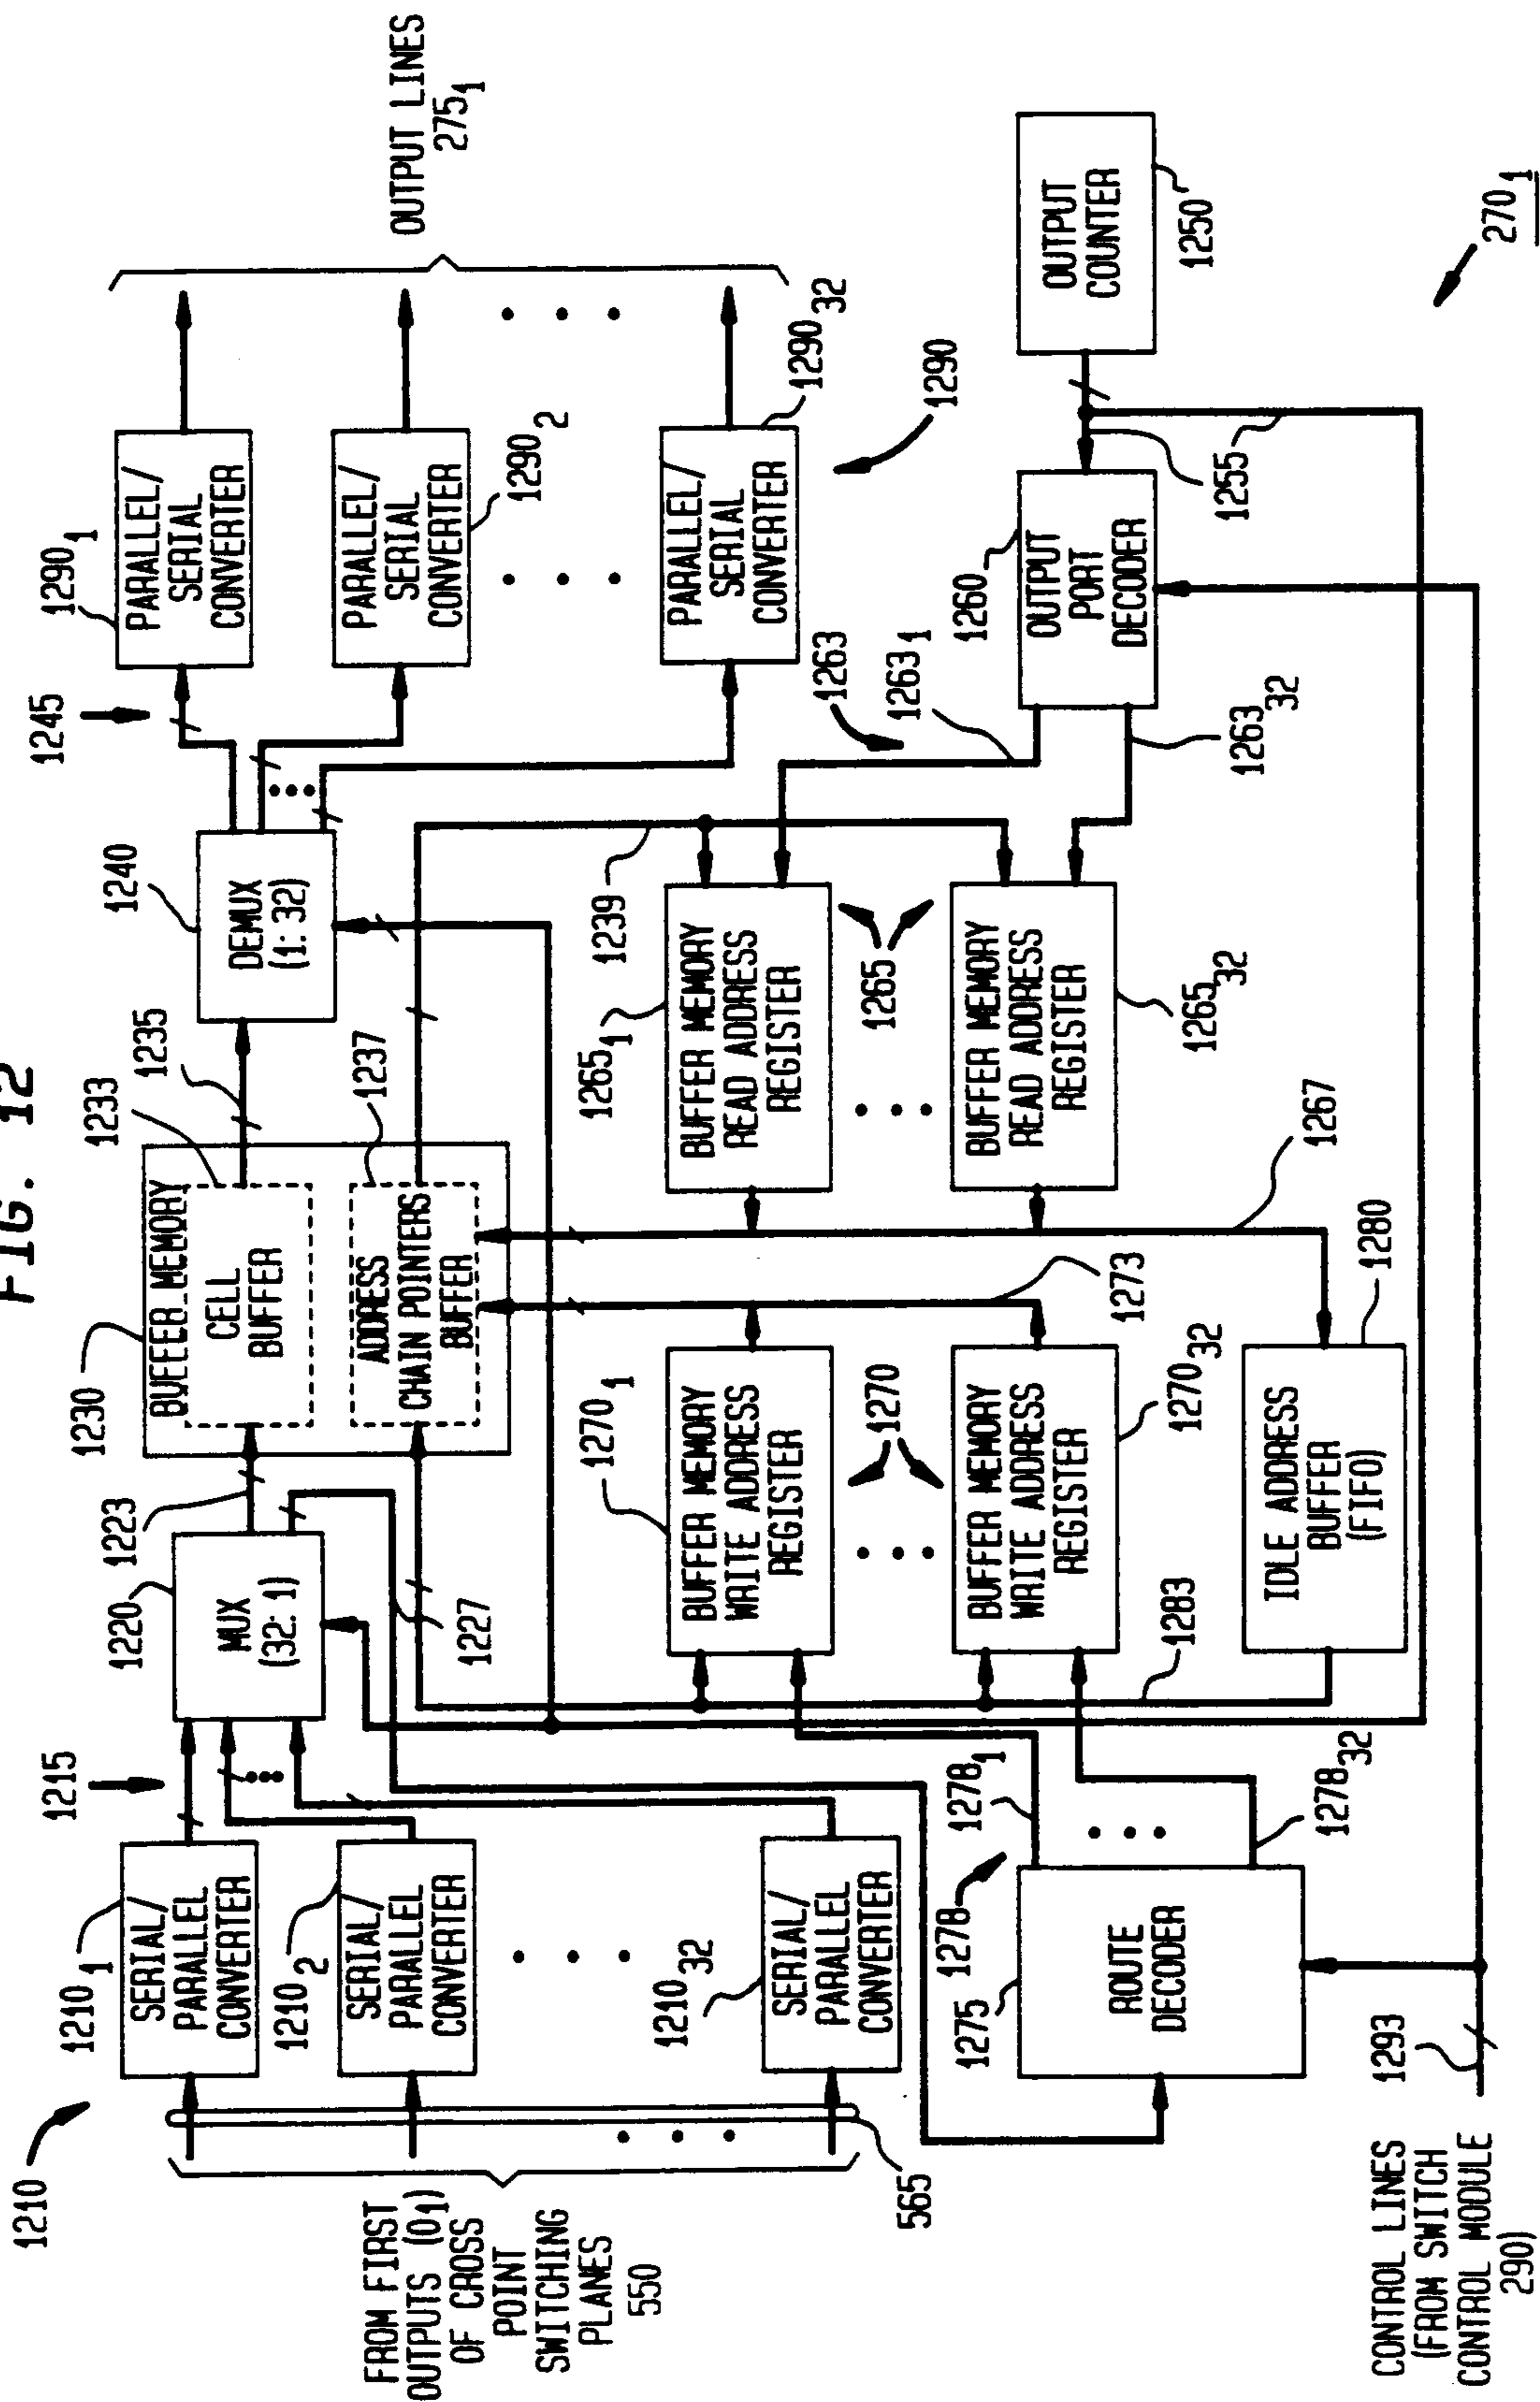 FIG. 12
1210
1210₁
SERIAL/
PARALLEL
CONVERTER
1210₂
SERIAL/
PARALLEL
CONVERTER
1210₃₂
SERIAL/
PARALLEL
CONVERTER
FROM FIRST
OUTPUTS (O₁)
OF CROSS
POINT
SWITCHING
PLANES
550
565
1215
1220
MUX
(32:1)
1223
1227
1230
BUFFER MEMORY
CELL
BUFFER
1233
1235
ADDRESS
CHAIN POINTERS
BUFFER
1237
1240
DEMUX
(1:32)
1245
1290₁
PARALLEL/
SERIAL
CONVERTER
PARALLEL/
SERIAL
CONVERTER
1290₂
PARALLEL/
SERIAL
CONVERTER
1290₃₂
1290
OUTPUT LINES
275₁
1239
1265₁
BUFFER MEMORY
READ ADDRESS
REGISTER
1265
BUFFER MEMORY
READ ADDRESS
REGISTER
1265₃₂
1263
1263₁
1263₃₂
1260
OUTPUT
PORT
DECODER
1255
OUTPUT
COUNTER
1250
1270₁
BUFFER MEMORY
WRITE ADDRESS
REGISTER
1270
BUFFER MEMORY
WRITE ADDRESS
REGISTER
1270₃₂
1273
1267
1280
IDLE ADDRESS
BUFFER
(FIFO)
1283
1278₁
1278
1278₃₂
1275
ROUTE
DECODER
1293
CONTROL LINES
(FROM SWITCH
CONTROL MODULE
290)
270₁